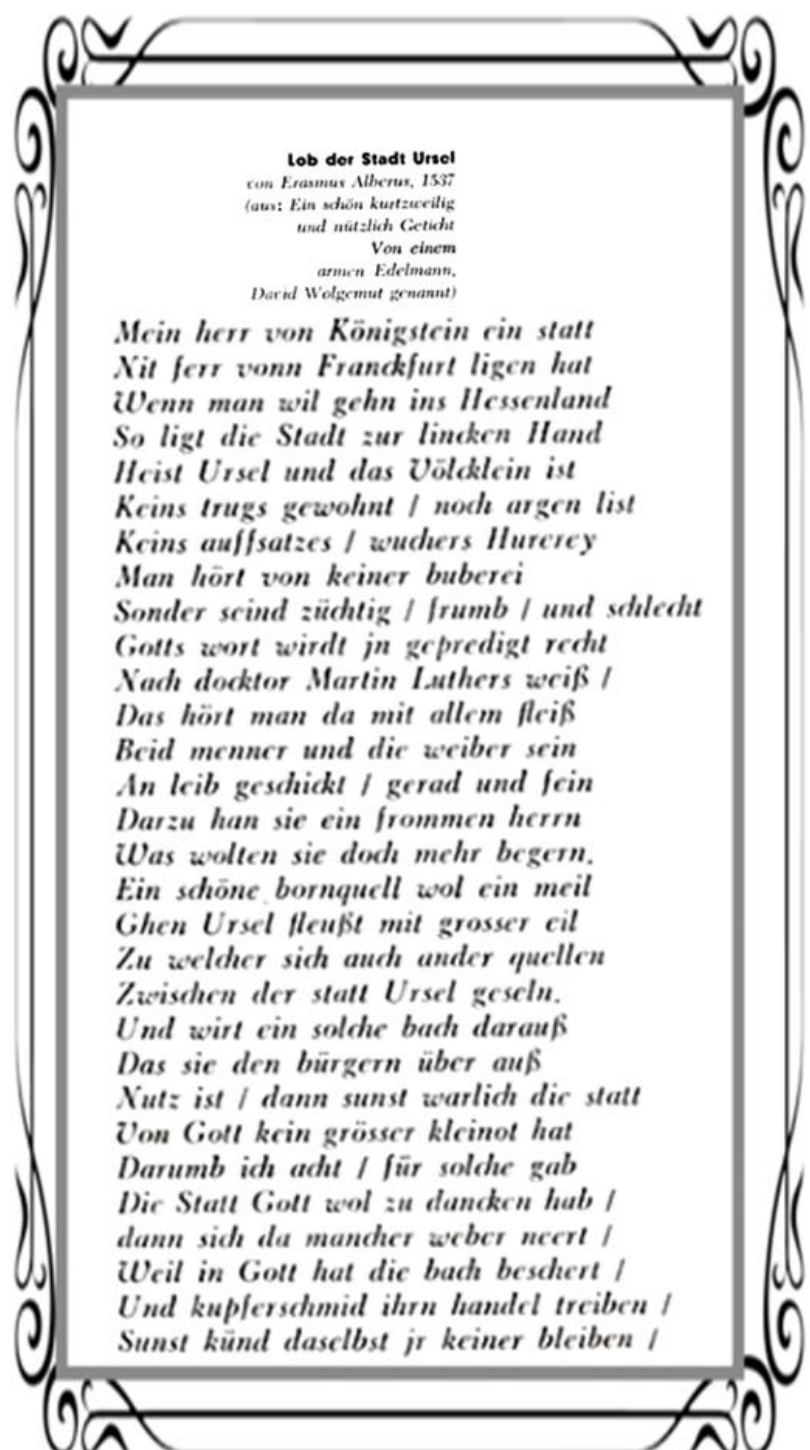 Lob der Stadt Ursel
von Erasmus Alberus, 1537
(aus: Ein schön kurtzweilig
und nützlich Geticht
Von einem
armen Edelmann,
David Wolgemut genannt)
Mein herr von Königstein ein statt
Nit ferr vonn Franckfurt ligen hat
Wenn man wil gehn ins Hessenland
So ligt die Stadt zur lincken Hand
Heist Ursel und das Völcklein ist
Keins trugs gewohnt / noch argen list
Keins auffsatzes / wuchers Hurerey
Man hört von keiner buberei
Sonder seind züchtig / frumb / und schlecht
Gotts wort wirdt jn gepredigt recht
Nach docktor Martin Luthers weiß /
Das hört man da mit allem fleiß
Beid menner und die weiber sein
An leib geschickt / gerad und fein
Darzu han sie ein frommen herrn
Was wolten sie doch mehr begern.
Ein schöne bornquell wol ein meil
Ghen Ursel fleußt mit grosser eil
Zu welcher sich auch ander quellen
Zwischen der statt Ursel geseln.
Und wirt ein solche bach darauß
Das sie den bürgern über auß
Nutz ist / dann sunst warlich die statt
Von Gott kein grösser kleinot hat
Darumb ich acht / für solche gab
Die Statt Gott wol zu dancken hab /
dann sich da mancher weber neert /
Weil in Gott hat die bach beschert /
Und kupferschmid ihrn handel treiben /
Sunst künd daselbst jr keiner bleiben /